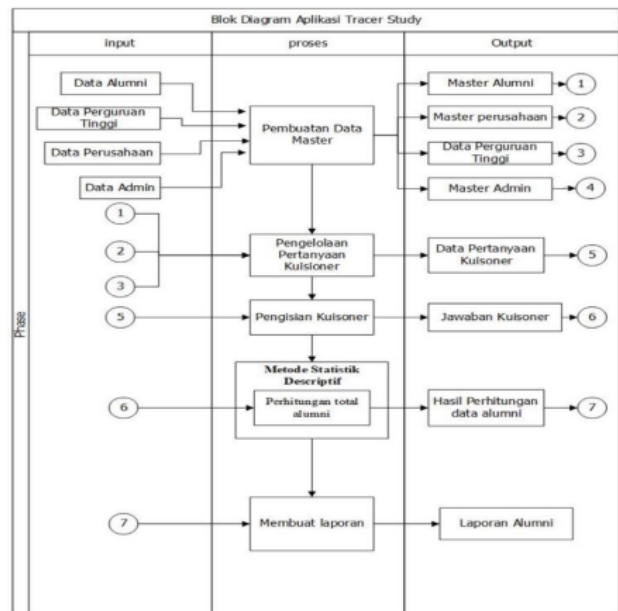 Blok Diagram Aplikasi Tracer Study
input
proses
Output
Phase
Data Alumni
Data Perguruan
Tinggi
Data Perusahaan
Data Admin
Pembuatan Data
Master
Master Alumni
1
Master perusahaan
2
Data Perguruan
Tinggi
3
Master Admin
4
1
2
3
Pengelolaan
Pertanyaan
Kuisioner
Data Pertanyaan
Kuisoner
5
5
Pengisian Kuisoner
Jawaban Kuisoner
6
Metode Statistik
Descriptif
6
Perhitungan total
alumni
Hasil Perhitungan
data alumni
7
7
Membuat laporan
Laporan Alumni